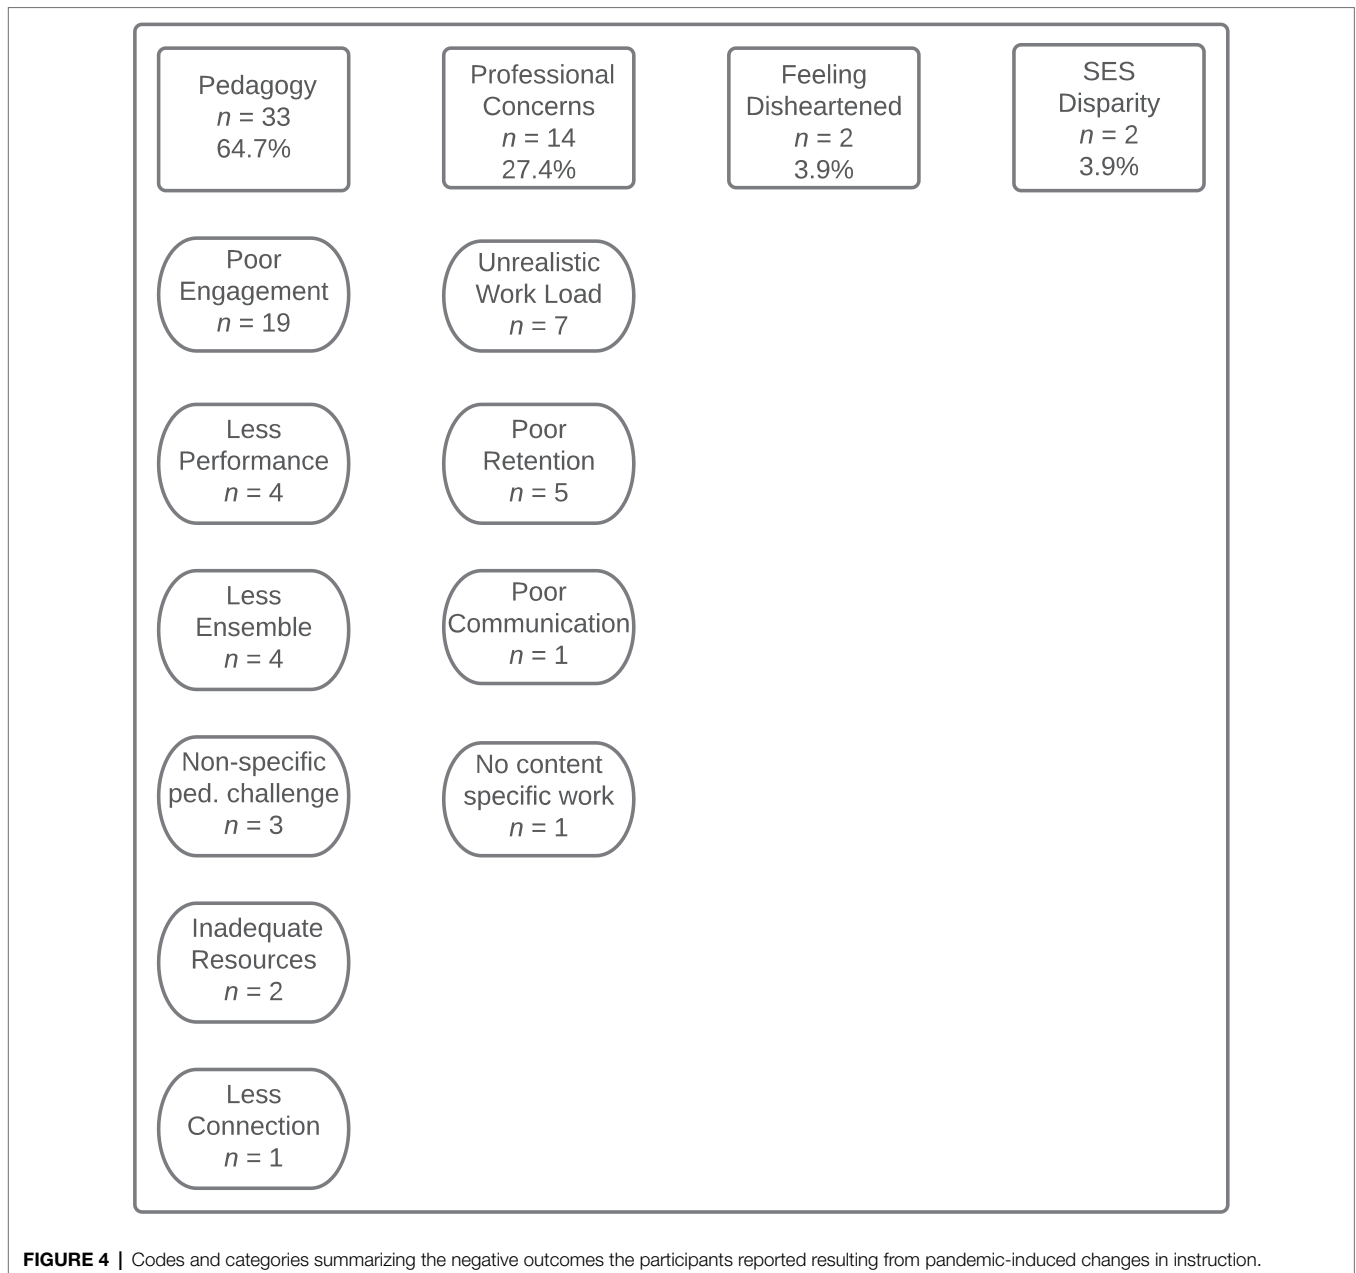 Pedagogy
n = 33
64.7%
Professional
Concerns
n = 14
27.4%
Feeling
Disheartened
n = 2
3.9%
SES
Disparity
n = 2
3.9%
Poor
Engagement
n = 19
Unrealistic
Work Load
n = 7
Less
Performance
n = 4
Poor
Retention
n = 5
Less
Ensemble
n = 4
Poor
Communication
n = 1
Non-specific
ped. challenge
n = 3
No content
specific work
n = 1
Inadequate
Resources
n = 2
Less
Connection
n = 1
FIGURE 4 | Codes and categories summarizing the negative outcomes the participants reported resulting from pandemic-induced changes in instruction.